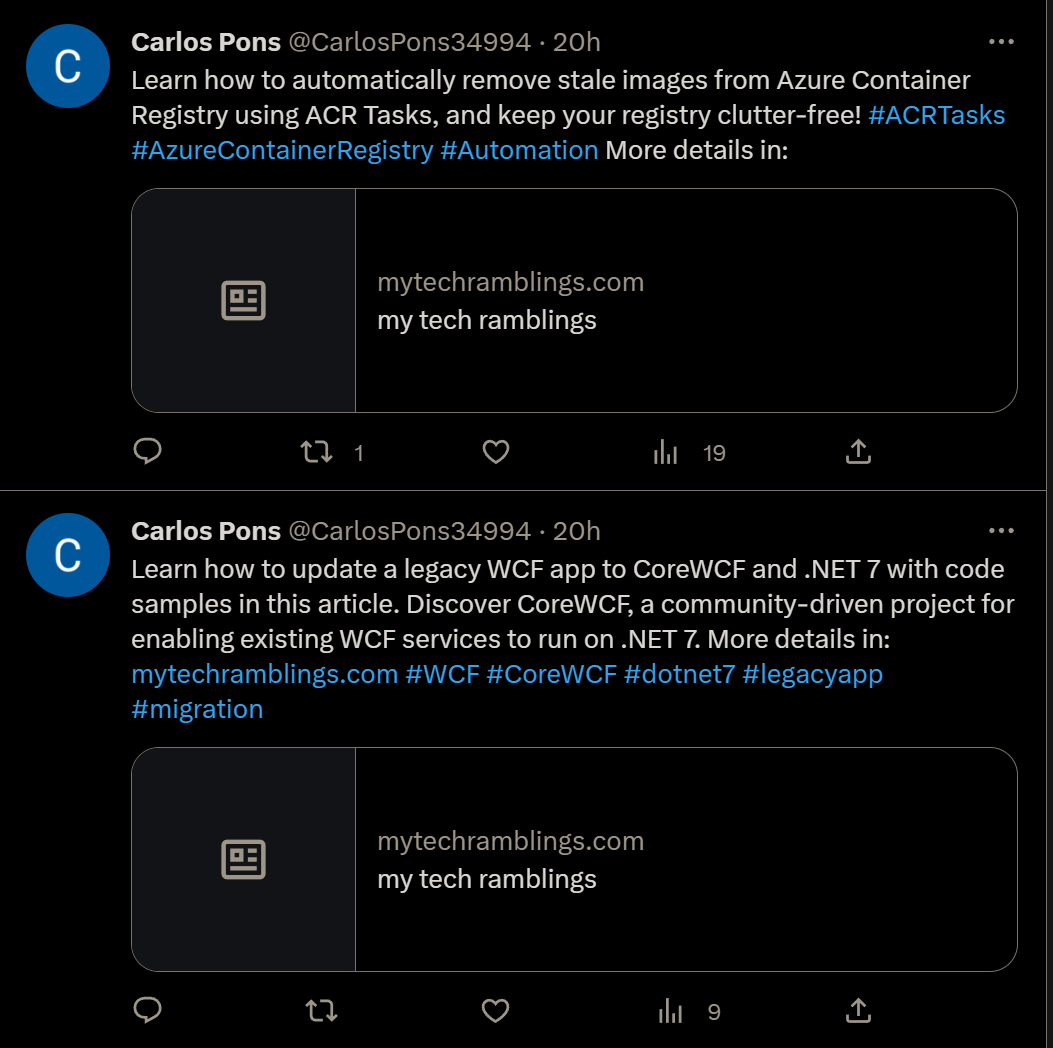 C
Carlos Pons @CarlosPons34994 · 20h
Learn how to automatically remove stale images from Azure Container
Registry using ACR Tasks, and keep your registry clutter-free! #ACRTasks
#AzureContainerRegistry #Automation More details in:
mytechramblings.com
my tech ramblings
1 19
C
Carlos Pons @CarlosPons34994 · 20h
Learn how to update a legacy WCF app to CoreWCF and .NET 7 with code
samples in this article. Discover CoreWCF, a community-driven project for
enabling existing WCF services to run on .NET 7. More details in:
mytechramblings.com #WCF #CoreWCF #dotnet7 #legacyapp
#migration
mytechramblings.com
my tech ramblings
9